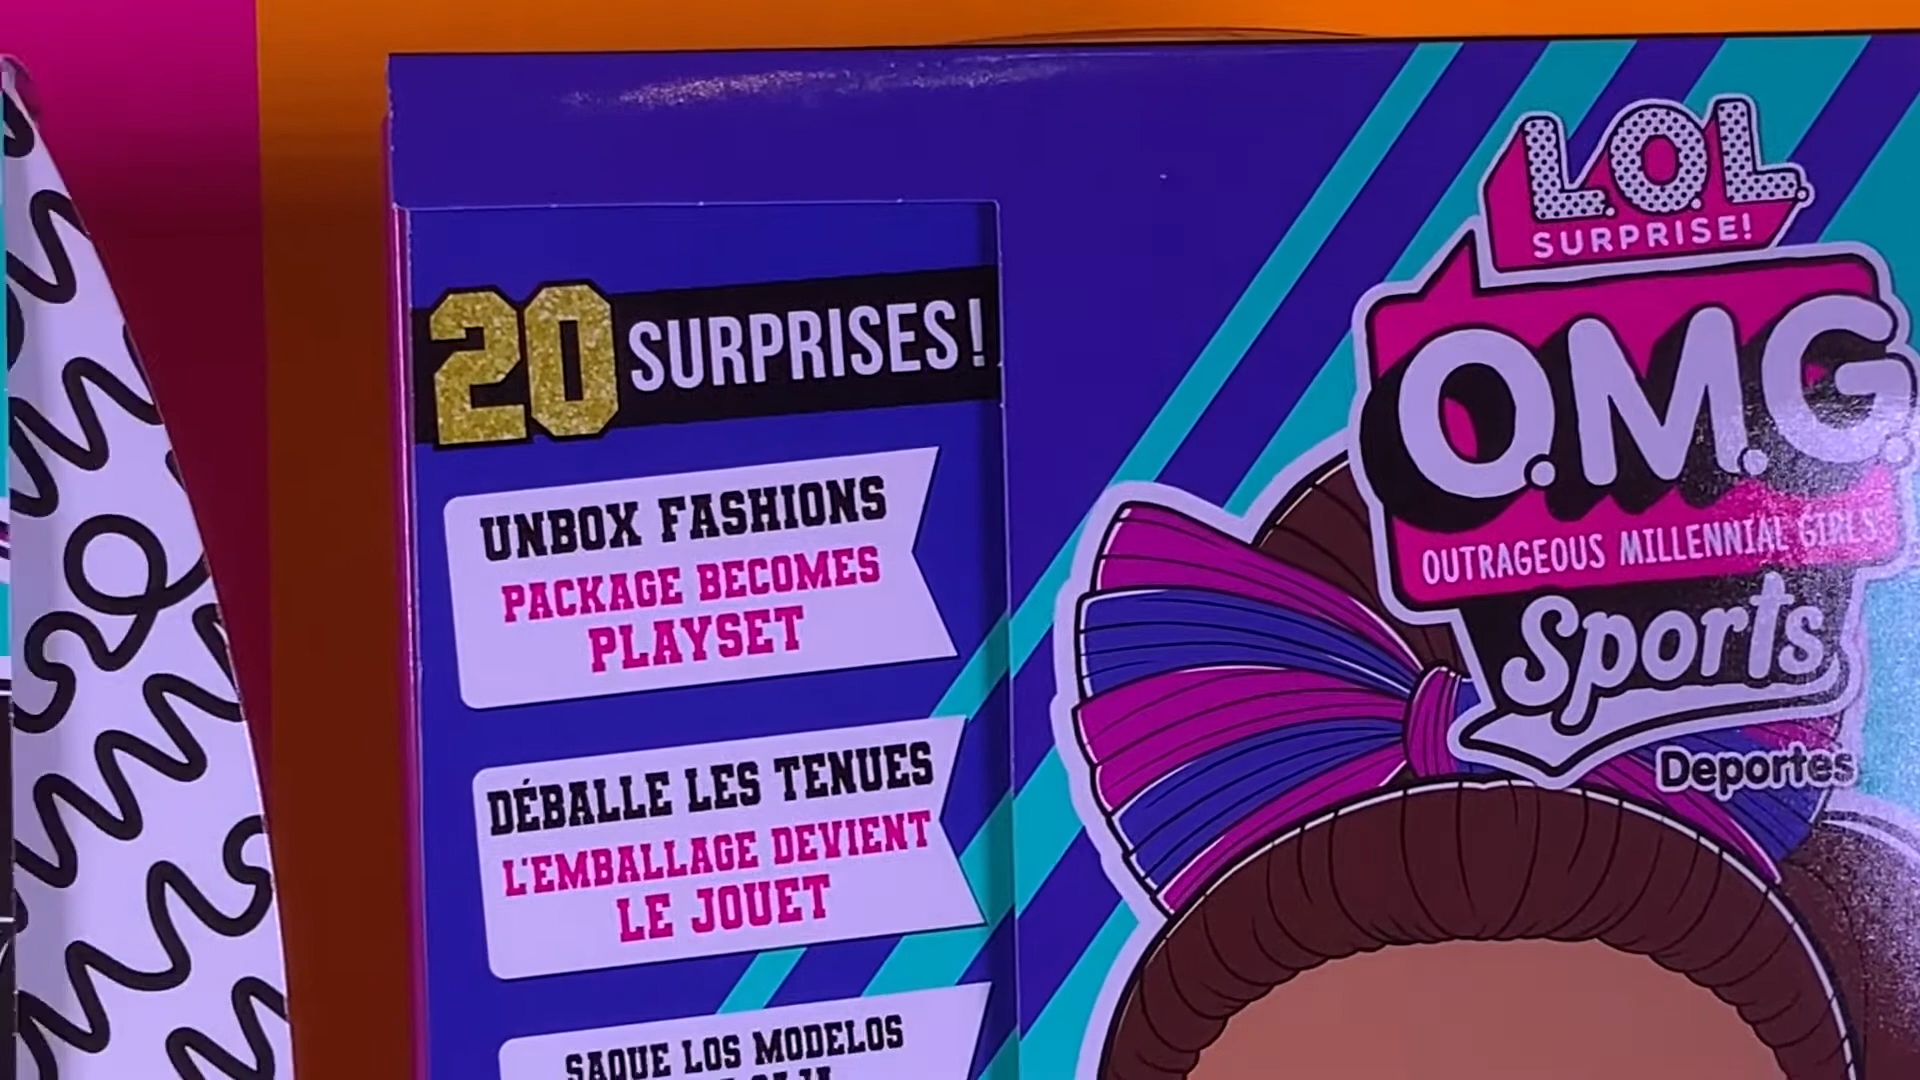 20 SURPRISES!
UNBOX FASHIONS
PACKAGE BECOMES
PLAYSET
DÉBALLE LES TENUES
L'EMBALLAGE DEVIENT
LE JOUET
SAQUE LOS MODELOS
L.O.L.
SURPRISE!
O.M.G.
OUTRAGEOUS MILLENNIAL GIRLS
Sports
Deportes